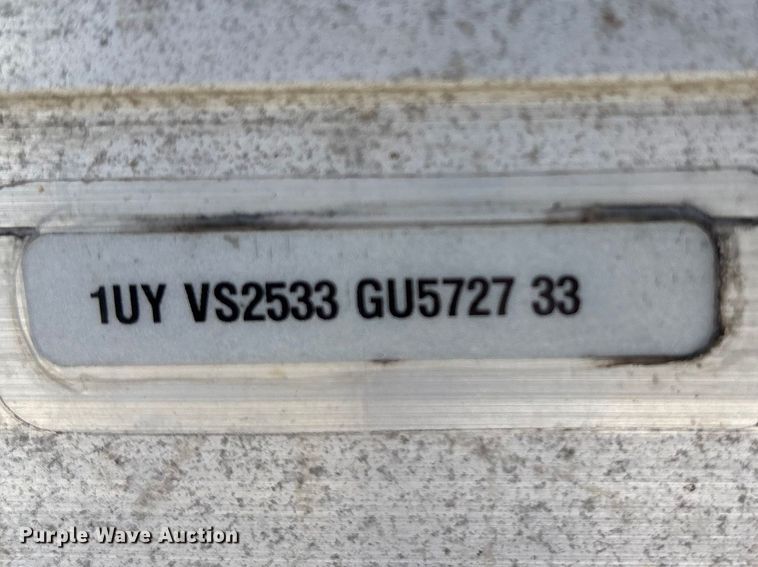 1UY VS2533 GU5727 33
Purple Wave Auction